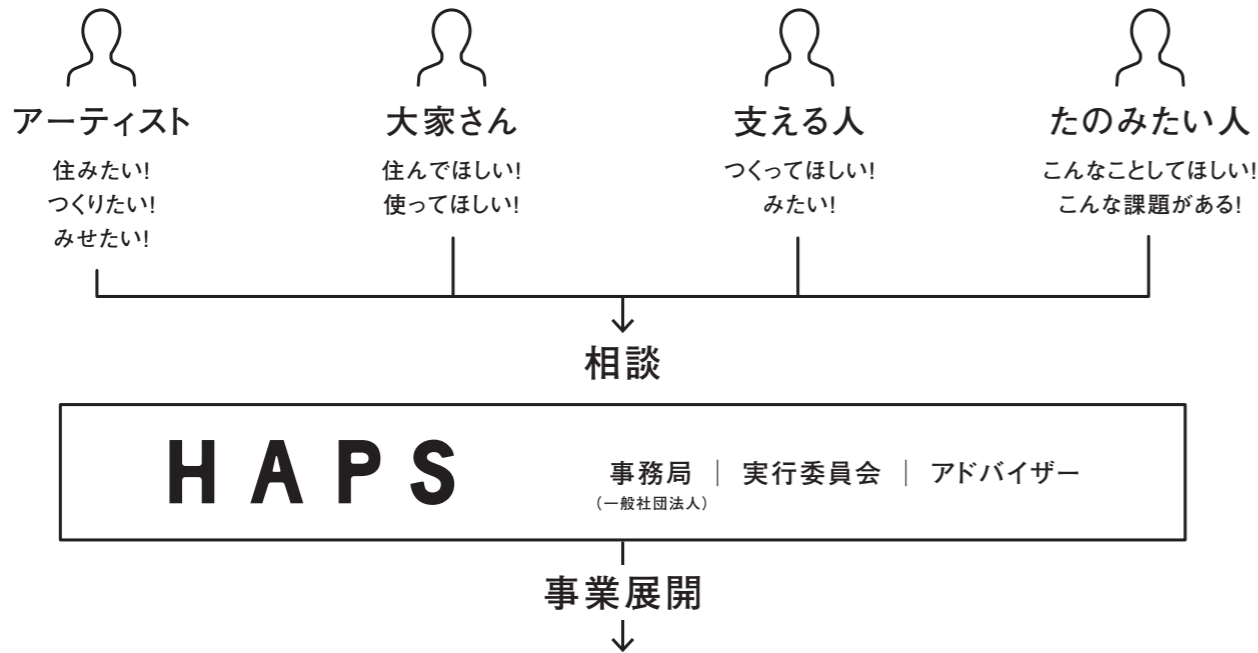 アーティスト
住みたい!
つくりたい!
みせたい!
大家さん
住んでほしい!
使ってほしい!
支える人
つくってほしい!
みたい!
たのみたい人
こんなことしてほしい!
こんな課題がある!
相談
HAPS
事務局 | 実行委員会 | アドバイザー
（一般社団法人）
事業展開